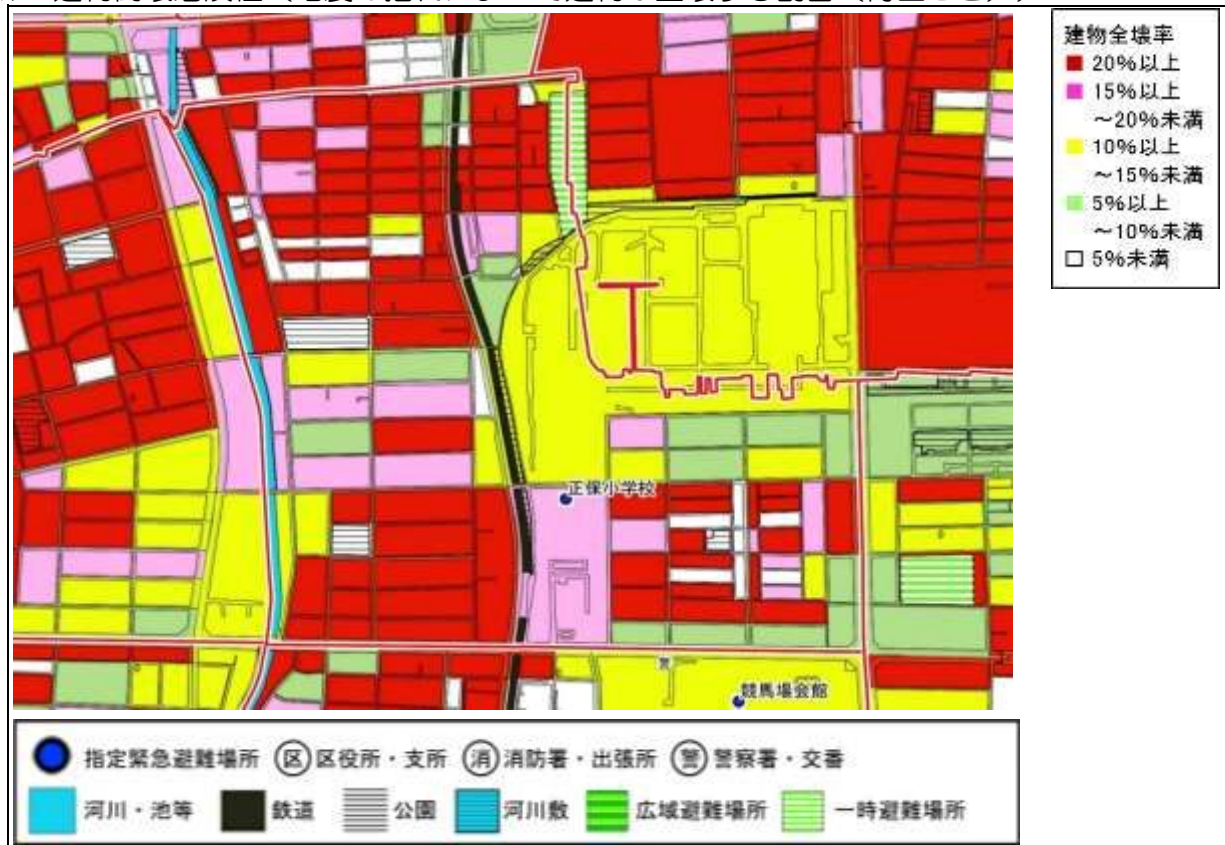 建物全壊率
20%以上
15%以上
～20%未満
10%以上
～15%未満
5%以上
～10%未満
5%未満
正保小学校
警
競馬場会館
指定緊急避難場所 区 区役所・支所 消 消防署・出張所 警 警察署・交番
河川・池等 鉄道 公園 河川敷 広域避難場所 一時避難場所